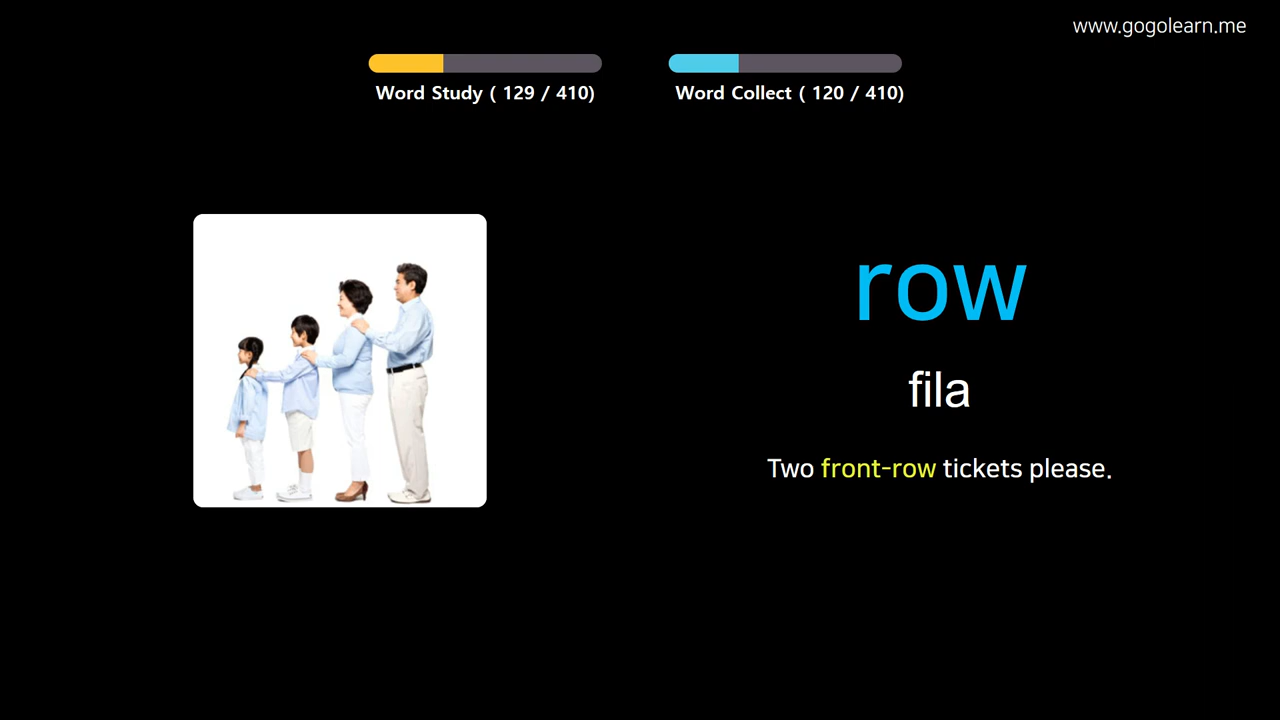 www.gogolearn.me
Word Study ( 129 / 410)
Word Collect ( 120 / 410)
row
fila
Two front-row tickets please.